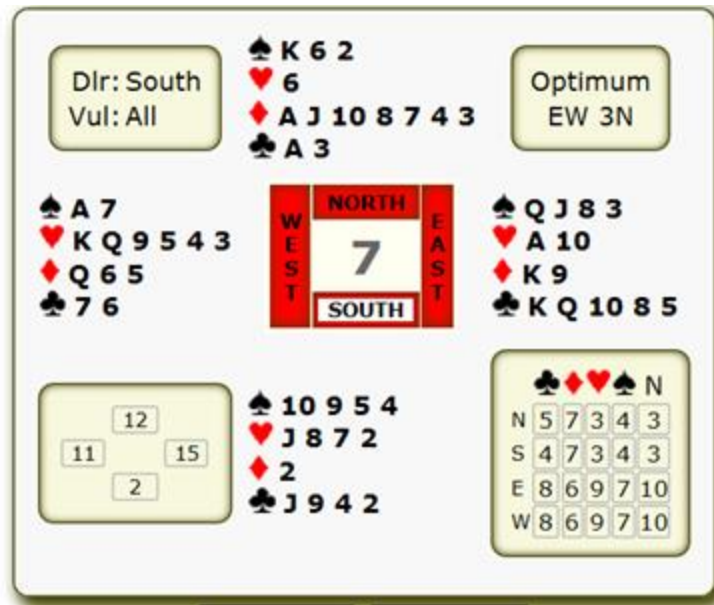 Dlr: South
Vul: All
♠ K 6 2
♥ 6
♦ A J 10 8 7 4 3
♣ A 3
Optimum
EW 3N
♠ A 7
♥ K Q 9 5 4 3
♦ Q 6 5
♣ 7 6
NORTH
WEST
7
EAST
SOUTH
♠ Q J 8 3
♥ A 10
♦ K 9
♣ K Q 10 8 5
12
11 15
2
♠ 10 9 5 4
♥ J 8 7 2
♦ 2
♣ J 9 4 2
♣ ♦ ♥ ♠ N
N 5 7 3 4 3
S 4 7 3 4 3
E 8 6 9 7 10
W 8 6 9 7 10